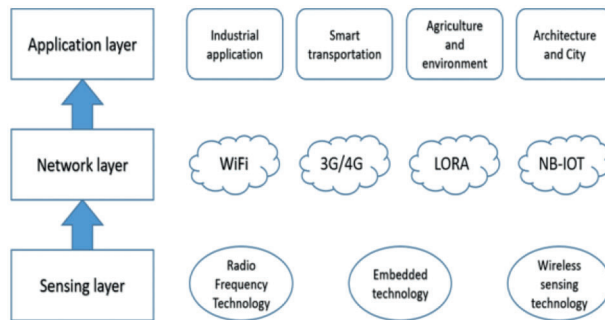 Application layer
Industrial
application
Smart
transportation
Agriculture
and
environment
Architecture
and City
Network layer
WiFi
3G/4G
LORA
NB-IOT
Sensing layer
Radio
Frequency
Technology
Embedded
technology
Wireless
sensing
technology